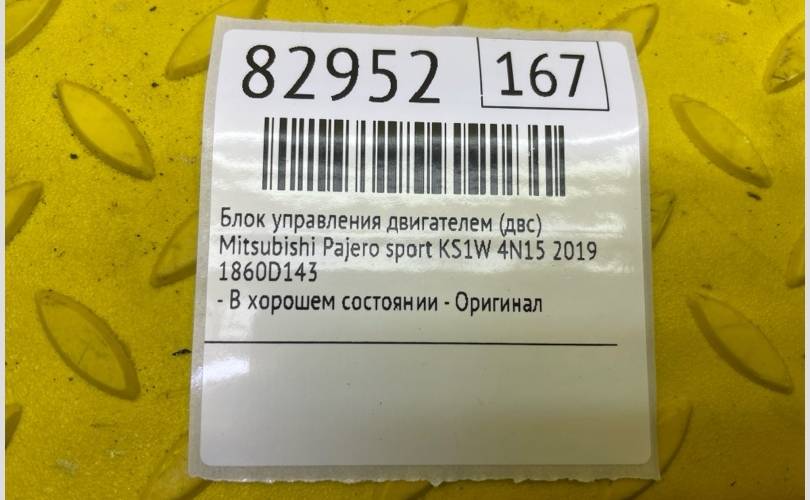 82952 167
Блок управления двигателем (двс)
Mitsubishi Pajero sport KS1W 4N15 2019
1860D143
- В хорошем состоянии - Оригинал